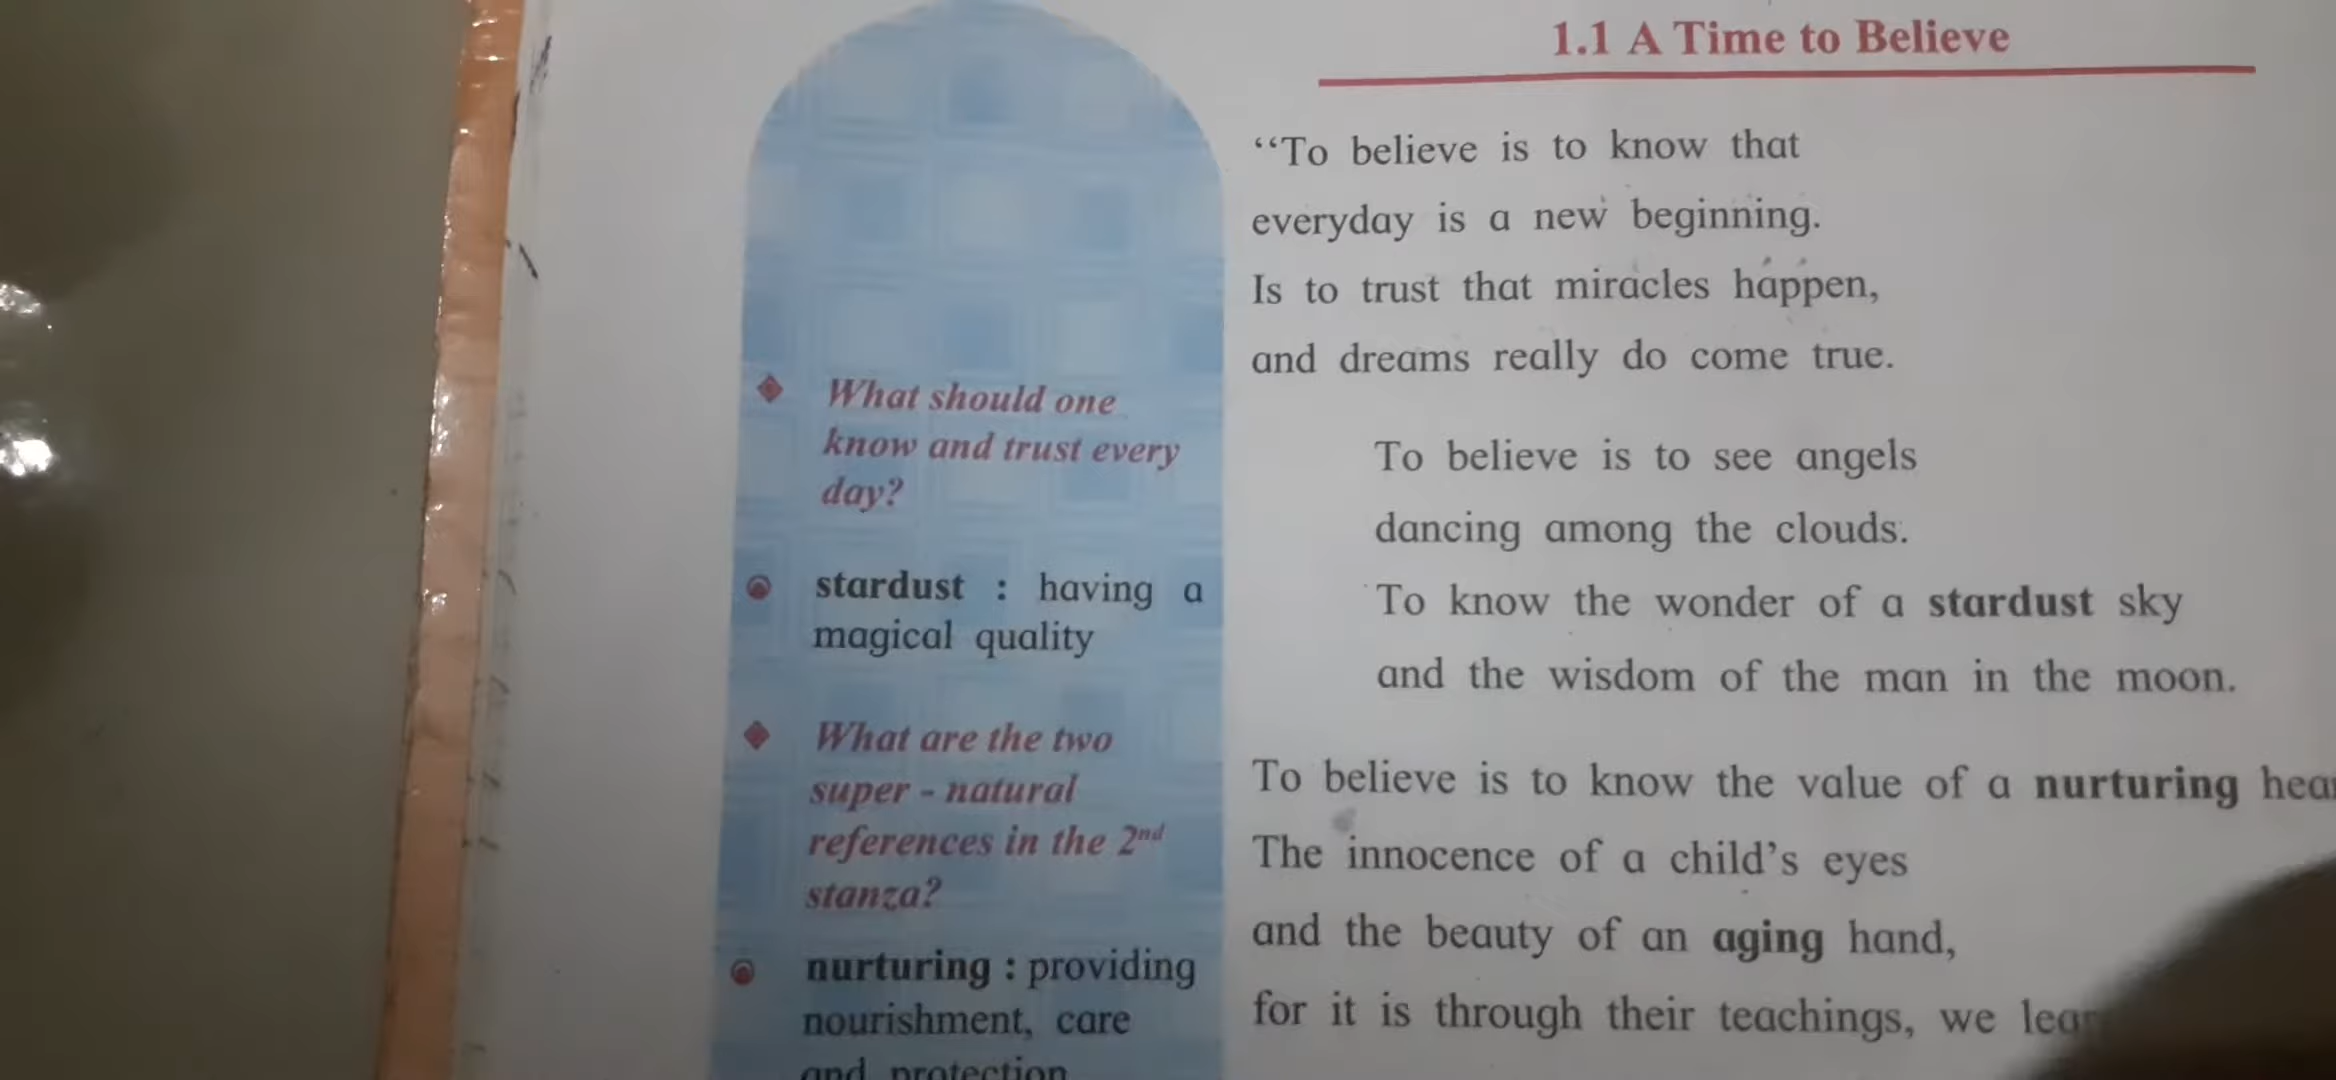 1.1 A Time to Believe
“To believe is to know that
everyday is a new beginning.
Is to trust that miracles happen,
and dreams really do come true.
To believe is to see angels
dancing among the clouds.
To know the wonder of a stardust sky
and the wisdom of the man in the moon.
To believe is to know the value of a nurturing
The innocence of a child’s eyes
and the beauty of an aging hand,
for it is through their teachings, we
What should one
know and trust every
day?
stardust : having a
magical quality
What are the two
super - natural
references in the 2nd
stanza?
nurturing : providing
nourishment, care
and protection